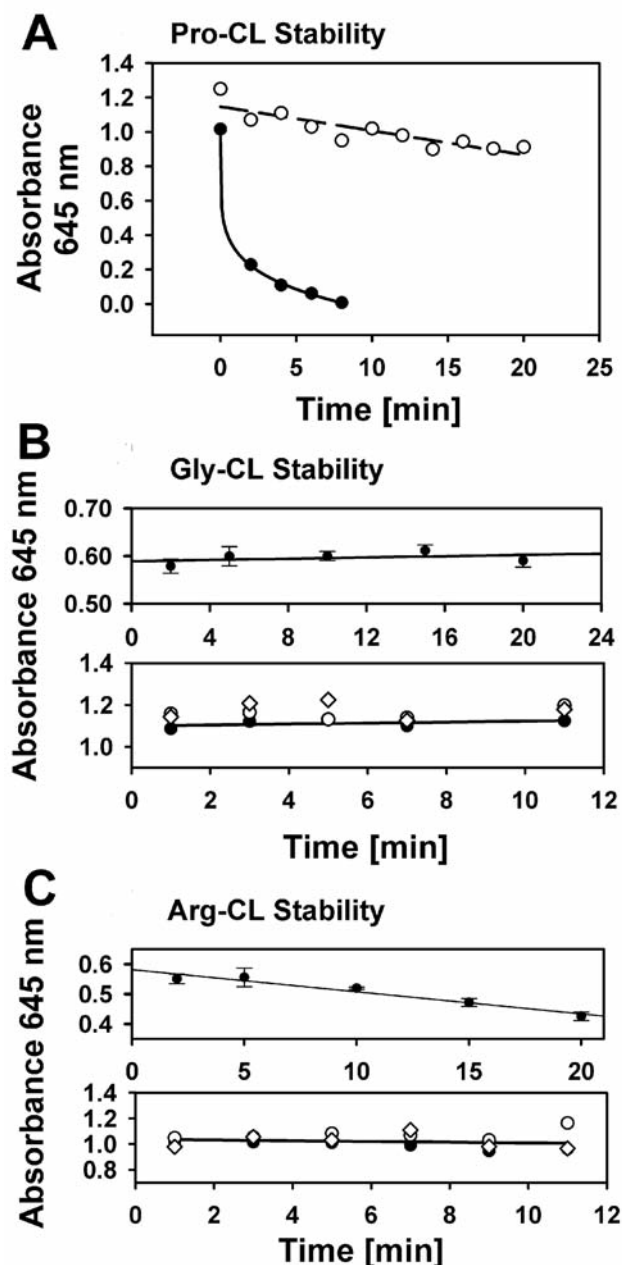 A
Pro-CL Stability
Absorbance
645 nm
1.4
1.2
1.0
0.8
0.6
0.4
0.2
0.0
0 5 10 15 20 25
Time [min]
B
Gly-CL Stability
Absorbance 645 nm
0.70
0.60
0.50
0 4 8 12 16 20 24
1.4
1.2
1.0
0 2 4 6 8 10 12
Time [min]
C
Arg-CL Stability
Absorbance 645 nm
0.6
0.5
0.4
0 5 10 15 20
1.2
1.0
0.8
0 2 4 6 8 10 12
Time [min]